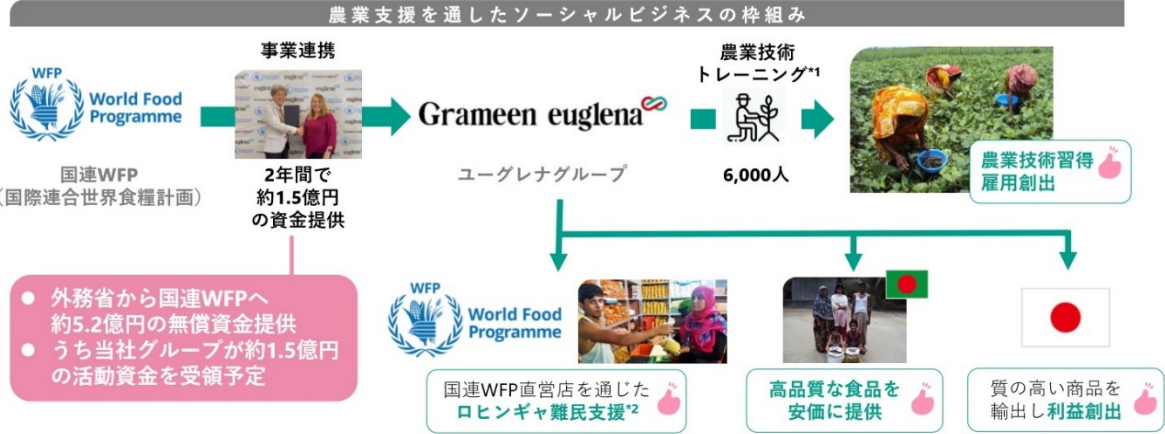 農業支援を通したソーシャルビジネスの枠組み
WFP
World Food
Programme
国連WFP
（国際連合世界食糧計画）
事業連携
2年間で
約1.5億円
の資金提供
Grameen euglena
ユーグレナグループ
農業技術
トレーニング*1
6,000人
農業技術習得
雇用創出
● 外務省から国連WFPへ
約5.2億円の無償資金提供
● うち当社グループが約1.5億円
の活動資金を受領予定
WFP
World Food
Programme
国連WFP直営店を通じた
ロヒンギャ難民支援*2
高品質な食品を
安価に提供
質の高い商品を
輸出し利益創出